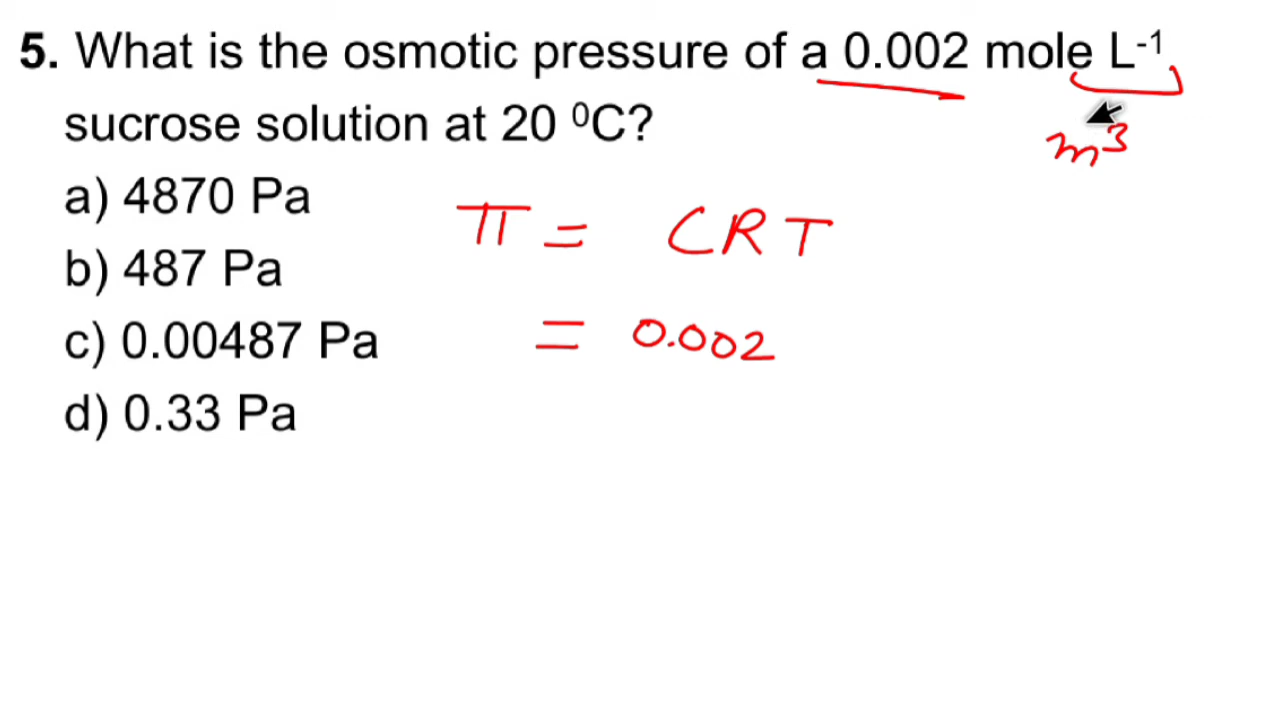 5. What is the osmotic pressure of a 0.002 mole L⁻¹
sucrose solution at 20 ⁰C?
m³
a) 4870 Pa
π = CRT
b) 487 Pa
c) 0.00487 Pa
= 0.002
d) 0.33 Pa